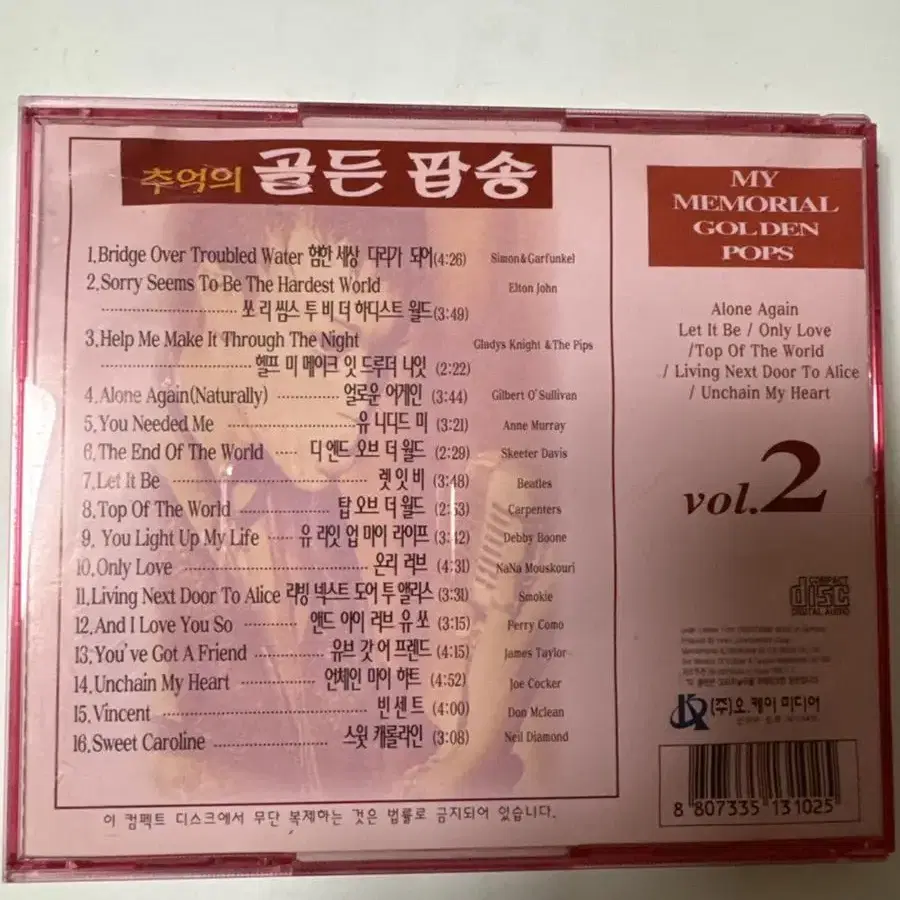 추억의 골든 팝송
1.Bridge Over Troubled Water 험한 세상 다리가 되어(4:26) Simon&Garfunkel
2.Sorry Seems To Be The Hardest World Elton John
쏘리 씸스 투 비 더 하디스트 월드(3:49)
3.Help Me Make It Through The Night Gladys Knight &The Pips
헬프 미 메이크 잇 드루더 나잇 (2:22)
4.Alone Again(Naturally) 얼로운 어게인 (3:44) Gilbert O'Sullivan
5.You Needed Me 유 니디드 미 (3:21) Anne Murray
6.The End Of The World 디 엔드 오브 더 월드 (2:29) Skeeter Davis
7.Let It Be 렛 잇 비 (3:48) Beatles
8.Top Of The World 탑 오브 더 월드 (2:53) Carpenters
9. You Light Up My Life 유 라잇 업 마이 라이프 (3:42) Debby Boone
10.Only Love 온리 러브 (4:31) NaNa Mouskouri
11.Living Next Door To Alice 리빙 넥스트 도어 투 앨리스 (3:31) Smokie
12.And I Love You So 앤드 아이 러브 유 쏘 (3:15) Perry Como
13.You've Got A Friend 유브 갓 어 프렌드 (4:15) James Taylor
14.Unchain My Heart 언체인 마이 하트 (4:52) Joe Cocker
15.Vincent 빈센트 (4:00) Don Mclean
16.Sweet Caroline 스윗 캐롤라인 (3:08) Neil Diamond
이 컴팩트 디스크에서 무단 복제하는 것은 법률로 금지되어 있습니다.
MY
MEMORIAL
GOLDEN
POPS
Alone Again
Let It Be / Only Love
/Top Of The World
/ Living Next Door To Alice
/ Unchain My Heart
vol.2
COMPACT
disc
DIGITAL AUDIO
(주)오.케이 미디어
8 807335 131025